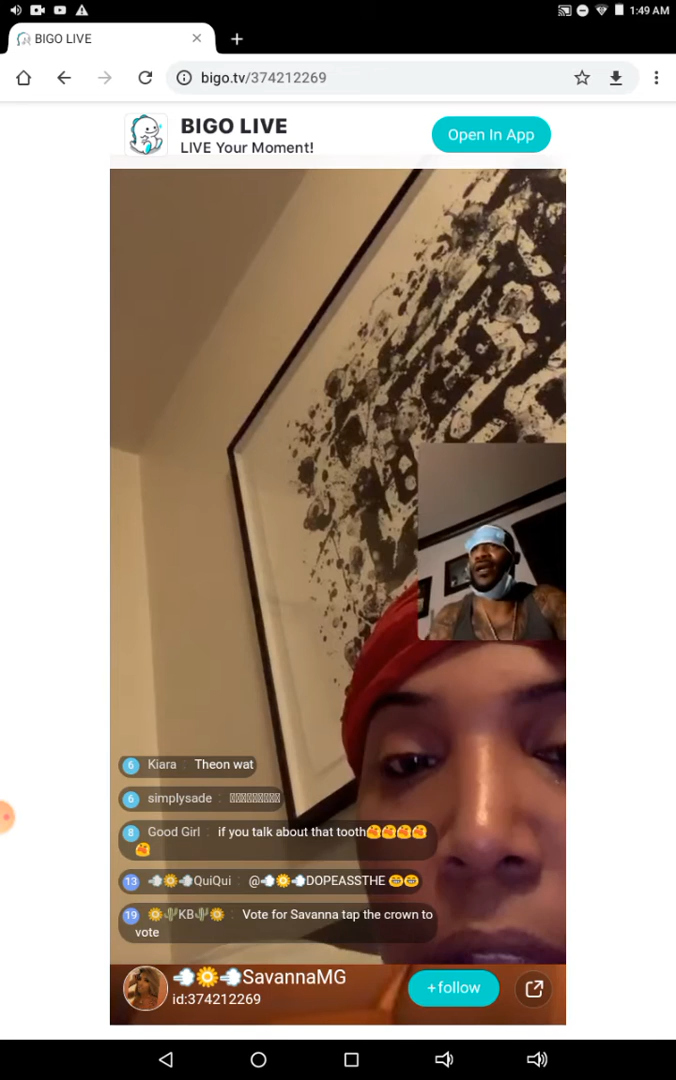 1:49 AM
BIGO LIVE
bigo.tv/374212269
BIGO LIVE
LIVE Your Moment!
Open In App
6 Kiara : Theon wat
6 simplysade :
8 Good Girl : if you talk about that tooth🥰🥰🥰🥰
🥰
13 💨🌼💨QuiQui : @💨🌼💨DOPEASSTHE 😁😁
19 🌼🌵KB🌵🌼 : Vote for Savanna tap the crown to
vote
💨🌼💨SavannaMG
id:374212269
+follow